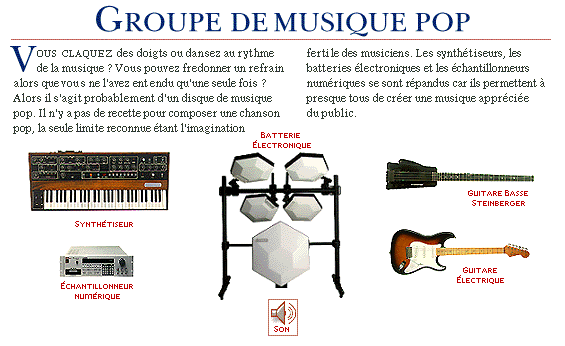 GROUPE DE MUSIQUE POP
VOUS CLAQUEZ des doigts ou dansez au rythme
de la musique ? Vous pouvez fredonner un refrain
alors que vous ne l'avez entendu qu'une seule fois ?
Alors il s'agit probablement d'un disque de musique
pop. Il n'y a pas de recette pour composer une chanson
pop, la seule limite reconnue étant l'imagination
fertile des musiciens. Les synthétiseurs, les
batteries électroniques et les échantillonneurs
numériques se sont répandus car ils permettent à
presque tous de créer une musique appréciée
du public.
BATTERIE
ÉLECTRONIQUE
SYNTHÉTISEUR
GUITARE BASSE
STEINBERGER
ÉCHANTILLONNEUR
NUMÉRIQUE
GUITARE
ÉLECTRIQUE
SON